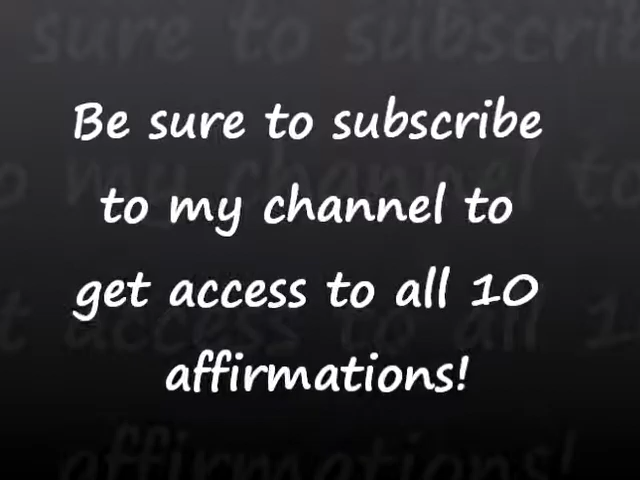 Be sure to subscribe
to my channel to
get access to all 10
affirmations!